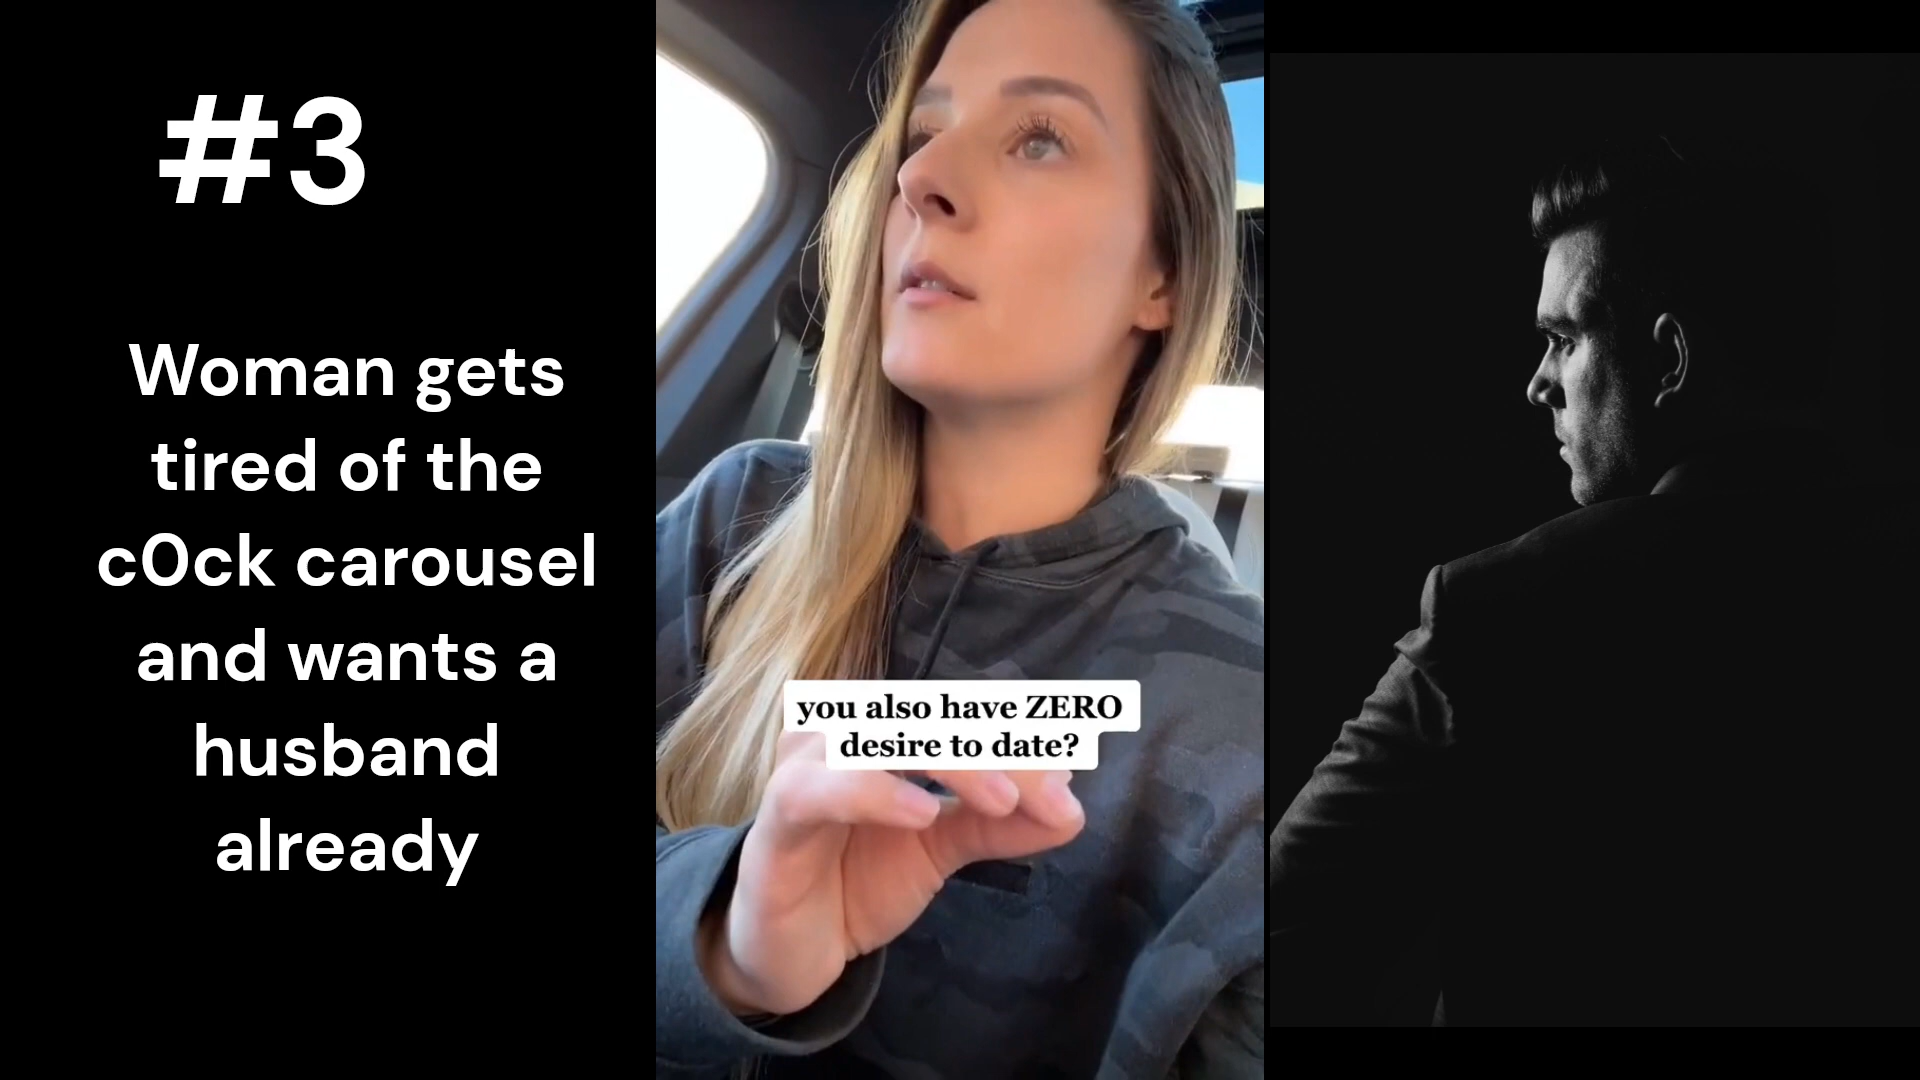 #3
Woman gets
tired of the
c0ck carousel
and wants a
husband
already
you also have ZERO
desire to date?